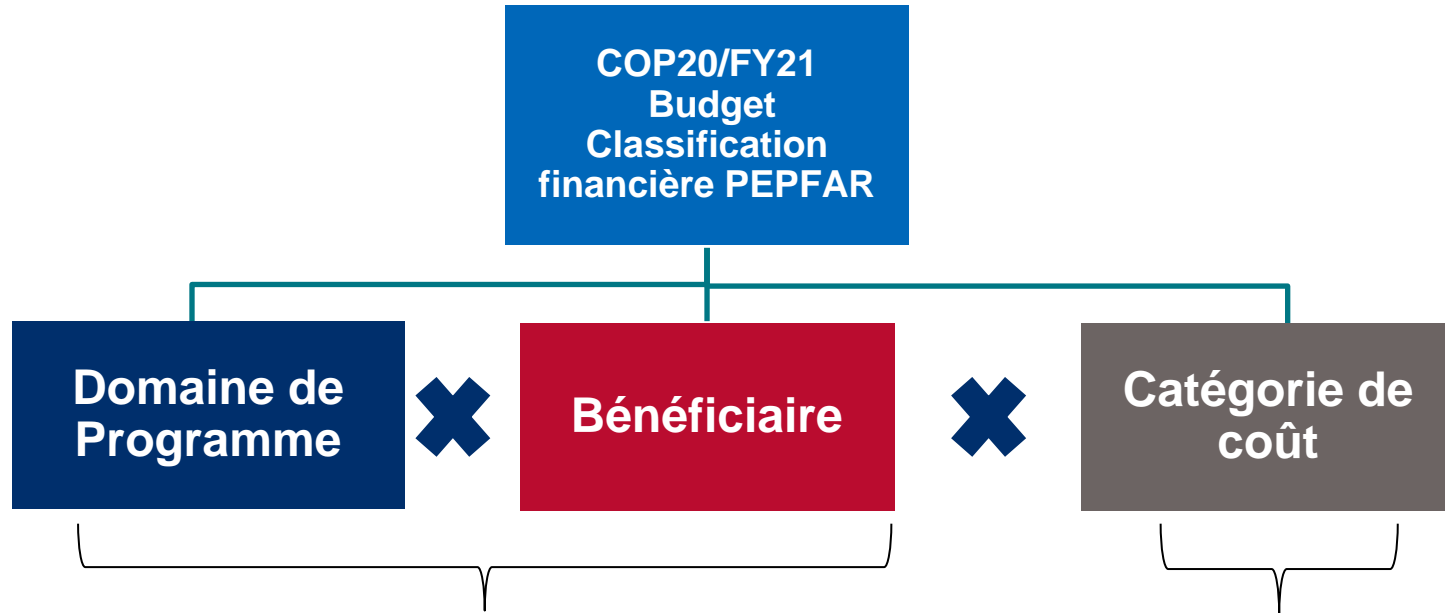 COP20/FY21
Budget
Classification
financière PEPFAR
Domaine de
Programme
Bénéficiaire
Catégorie de
coût